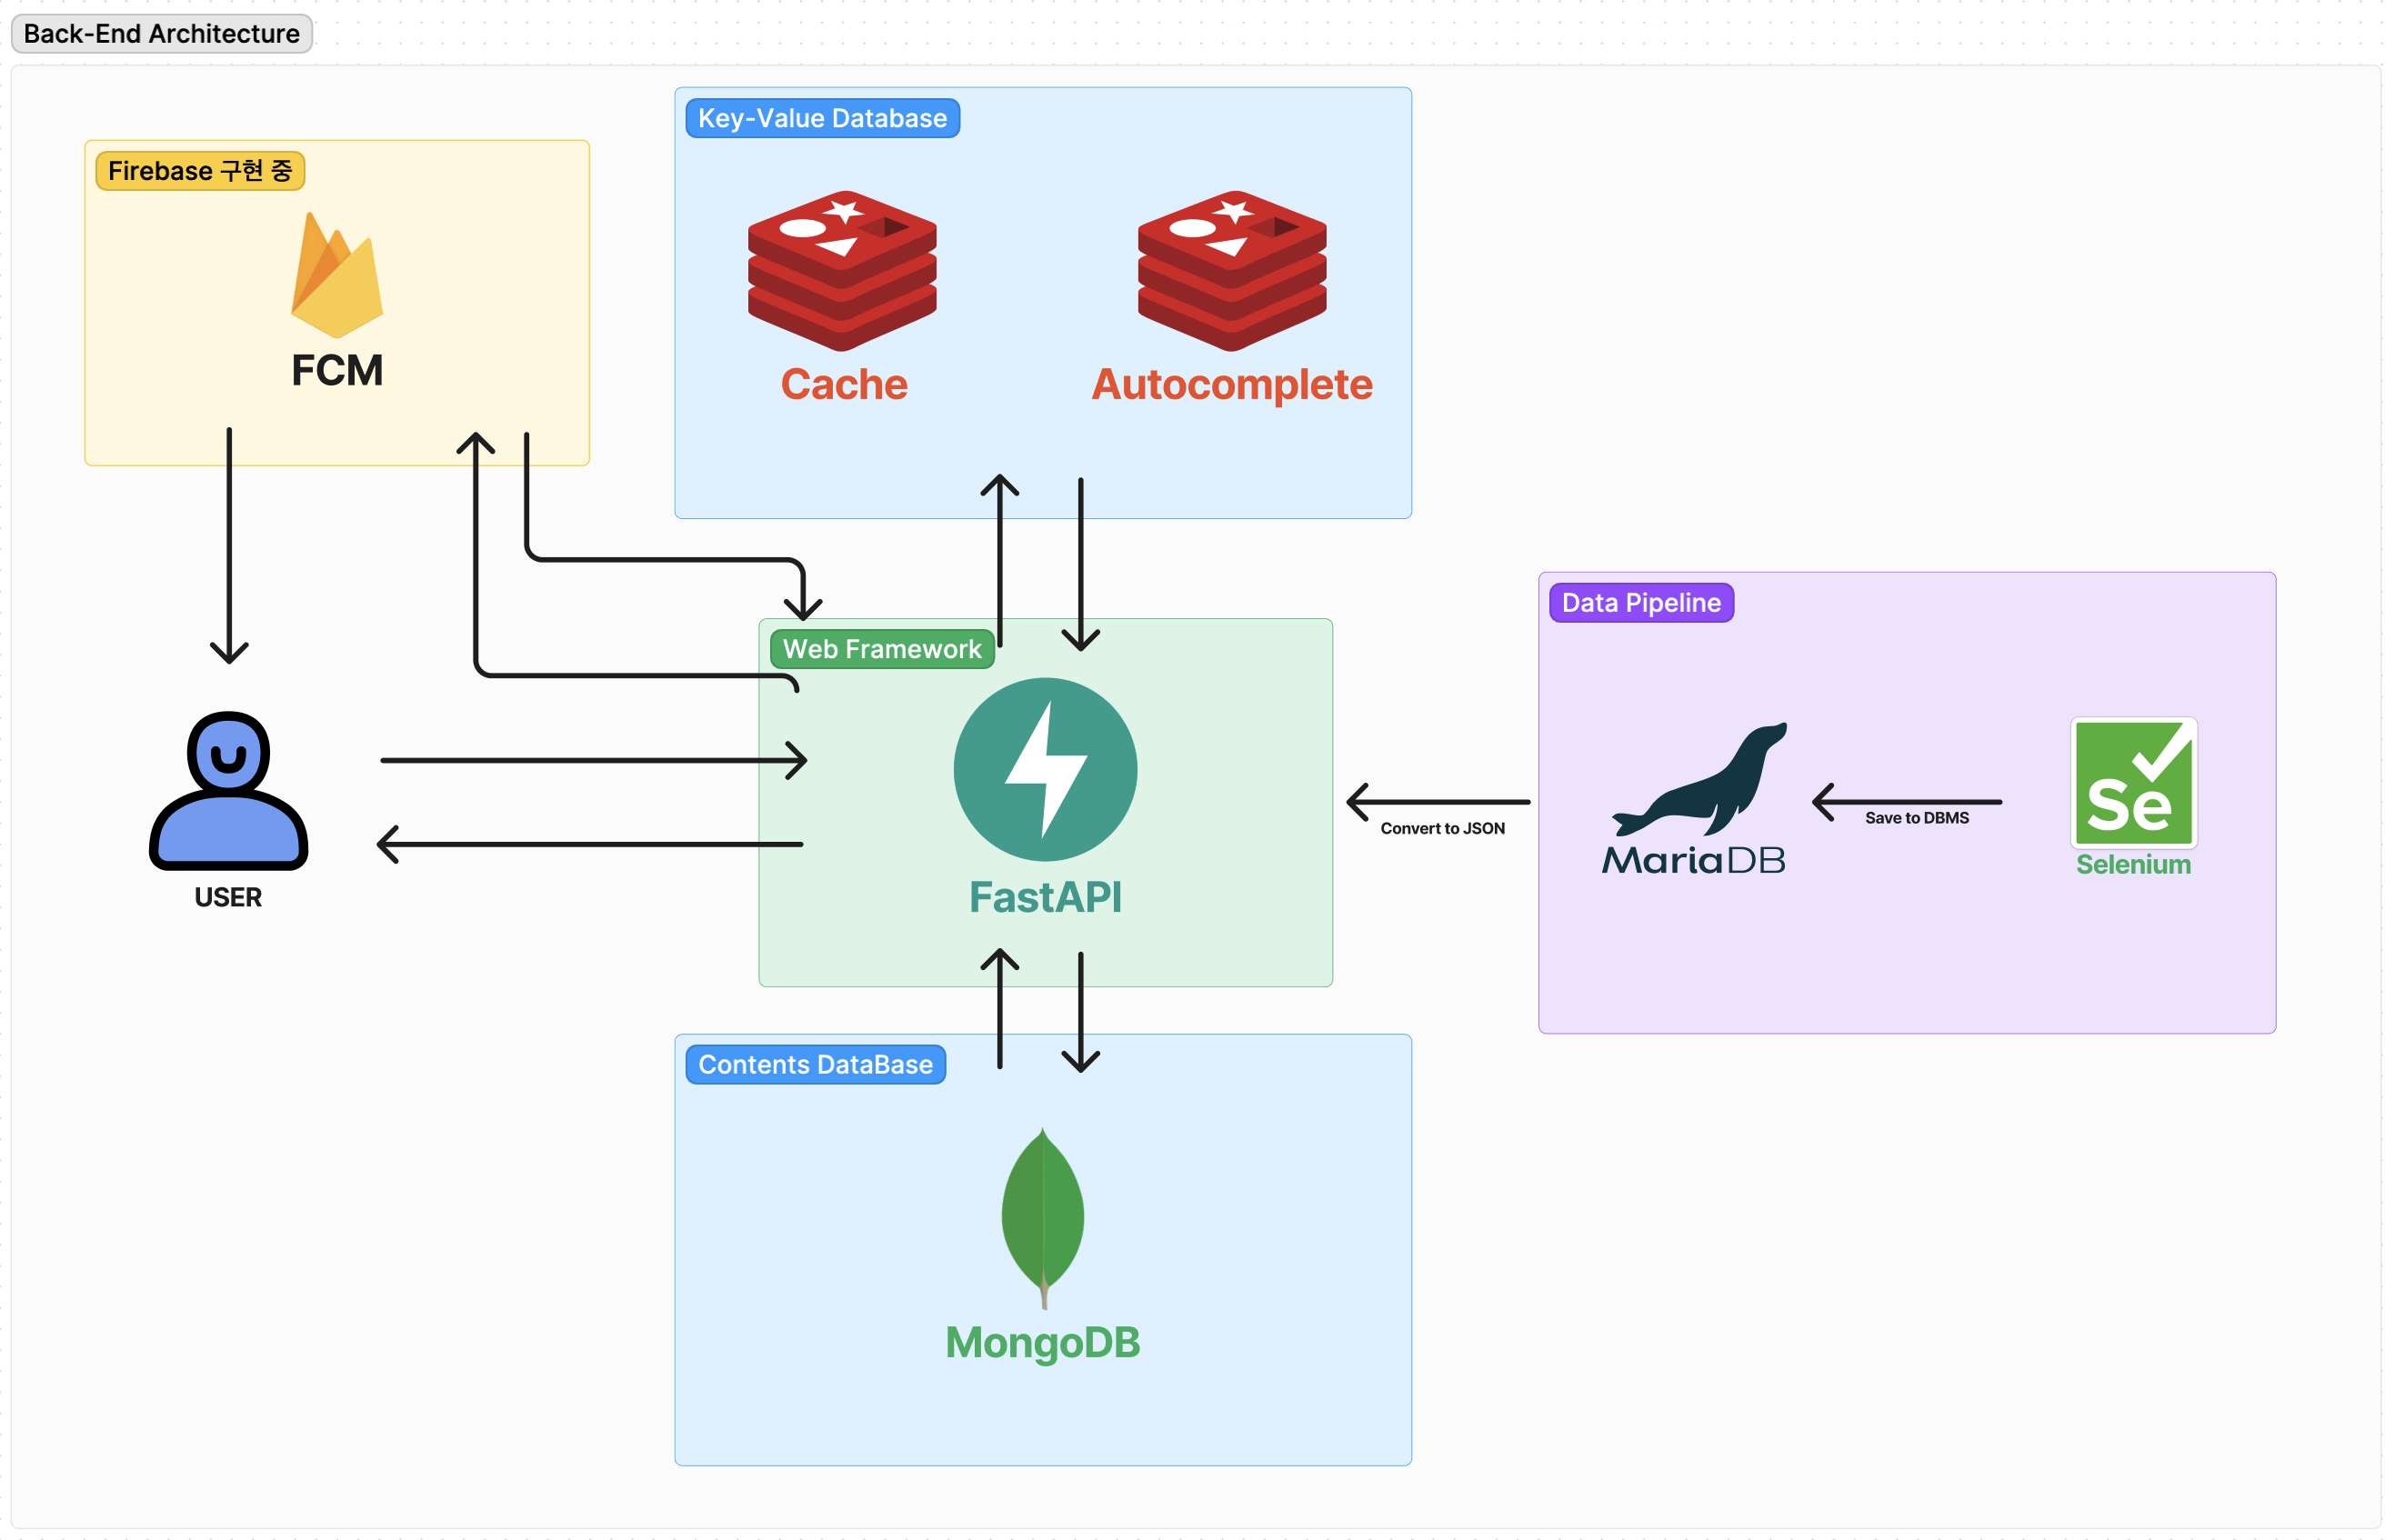 Back-End Architecture
Key-Value Database
Firebase 구현 중
FCM
Cache
Autocomplete
Data Pipeline
Web Framework
Convert to JSON
Save to DBMS
Se
MariaDB
Selenium
USER
FastAPI
Contents DataBase
MongoDB